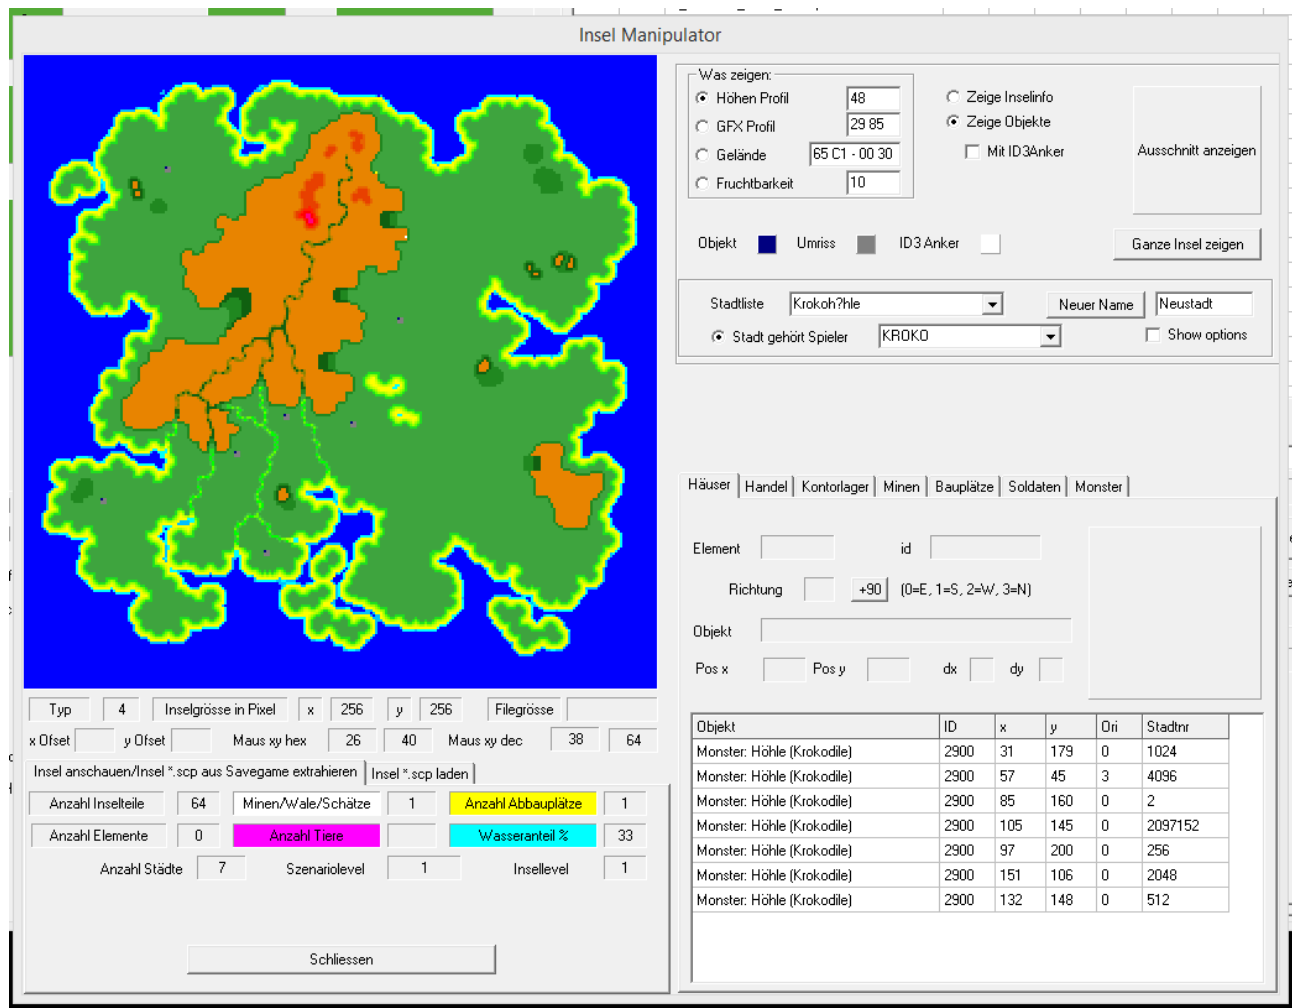 Insel Manipulator
Was zeigen:
Höhen Profil 48
GFX Profil 29 85
Gelände 65 C1 - 00 30
Fruchtbarkeit 10
Zeige Inselinfo
Zeige Objekte
Mit ID3Anker
Ausschnitt anzeigen
Objekt Umriss ID3 Anker
Ganze Insel zeigen
Stadtliste Krokoh?hle Neuer Name Neustadt
Stadt gehört Spieler KROKO Show options
Häuser Handel Kontorlager Minen Bauplätze Soldaten Monster
Element id
Richtung +90 (0=E, 1=S, 2=W, 3=N)
Objekt
Pos x Pos y dx dy
Objekt ID x y Ori Stadtnr
Monster: Höhle (Krokodile) 2900 31 179 0 1024
Monster: Höhle (Krokodile) 2900 57 45 3 4096
Monster: Höhle (Krokodile) 2900 85 160 0 2
Monster: Höhle (Krokodile) 2900 105 145 0 2097152
Monster: Höhle (Krokodile) 2900 97 200 0 256
Monster: Höhle (Krokodile) 2900 151 106 0 2048
Monster: Höhle (Krokodile) 2900 132 148 0 512
Typ 4 Inselgrösse in Pixel x 256 y 256 Filegrösse
x Ofset y Ofset Maus xy hex 26 40 Maus xy dec 38 64
Insel anschauen/Insel *.scp aus Savegame extrahieren Insel *.scp laden
Anzahl Inselteile 64 Minen/Wale/Schätze 1 Anzahl Abbauplätze 1
Anzahl Elemente 0 Anzahl Tiere Wasseranteil % 33
Anzahl Städte 7 Szenariolevel 1 Insellevel 1
Schliessen